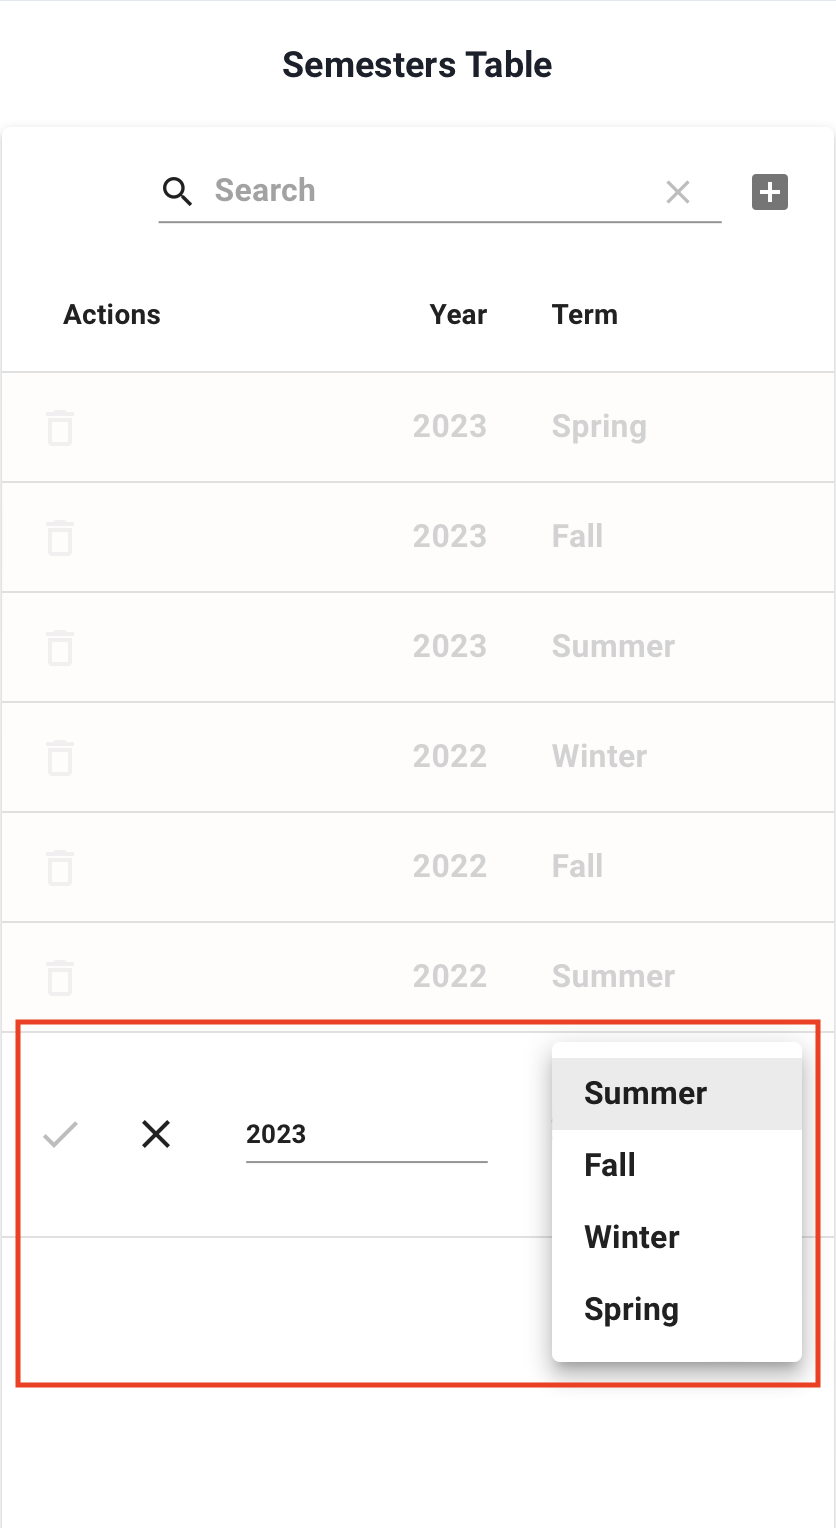 Semesters Table
Search
Actions Year Term
2023 Spring
2023 Fall
2023 Summer
2022 Winter
2022 Fall
2022 Summer
2023
Summer
Fall
Winter
Spring